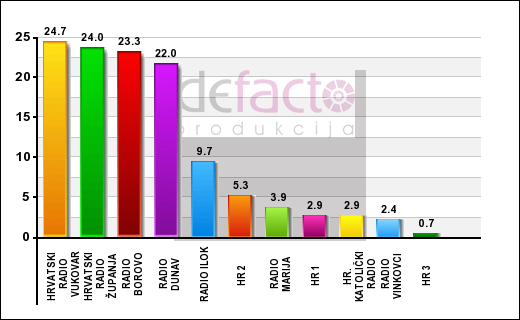 24.7
24.0
23.3
22.0
9.7
5.3
3.9
2.9
2.9
2.4
0.7
25
20
15
10
5
0
defacto
produkcija
HRVATSKI
RADIO
VUKOVAR
HRVATSKI
RADIO
ŽUPANJA
RADIO
BOROVO
RADIO
DUNAV
RADIO ILOK
HR 2
RADIO
MARIJA
HR 1
HR.
KATOLIČKI
RADIO
RADIO
VINKOVCI
HR 3